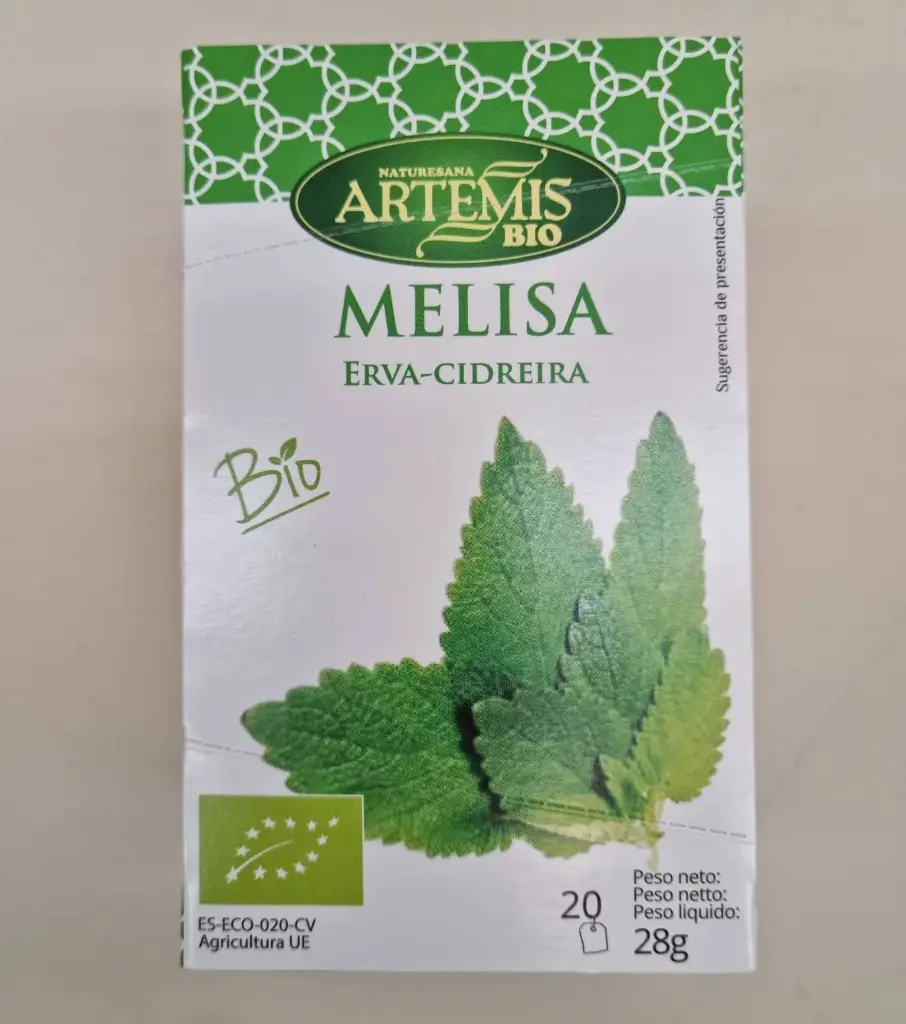 NATURESANA
ARTEMIS
BIO
MELISA
ERVA-CIDREIRA
Sugerencia de presentación
Bio
ES-ECO-020-CV
Agricultura UE
20
Peso neto:
Peso netto:
Peso liquido:
28g